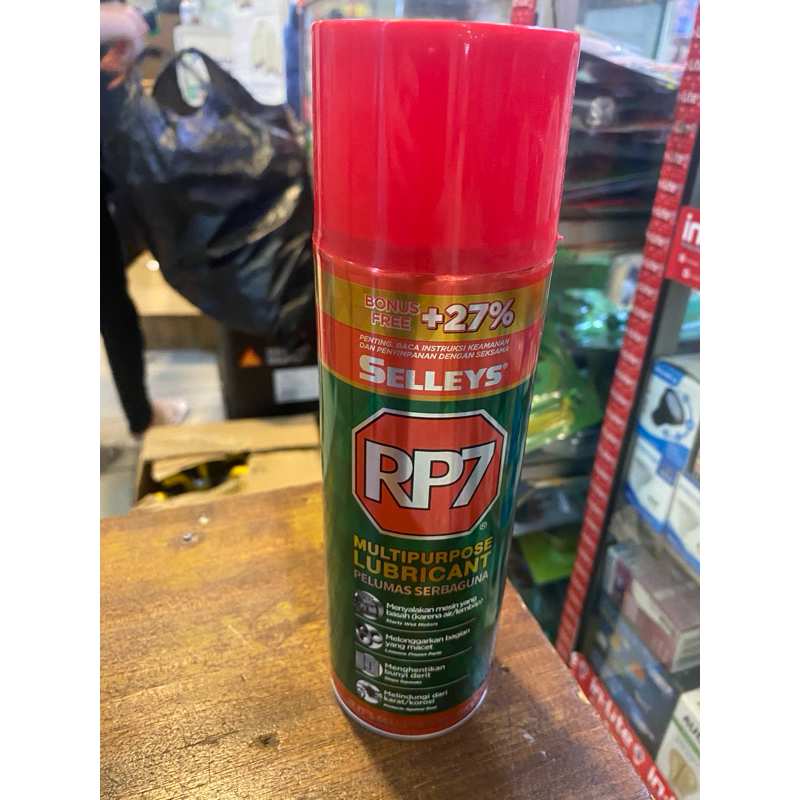 BONUS
FREE +27%
PENTING. BACA INSTRUKSI KEAMANAN
DAN PENYIMPANAN DENGAN SEKSAMA
SELLEYS®
RP7®
MULTIPURPOSE
LUBRICANT
PELUMAS SERBAGUNA
Menyalakan mesin yang
basah (karena air/lembap)
Starts Wet Motors
Melonggarkan bagian
yang macet
Loosens Frozen Parts
Menghentikan
bunyi derit
Stops Squeaks
Melindungi dari
karat/korosi
Protects Against Rust